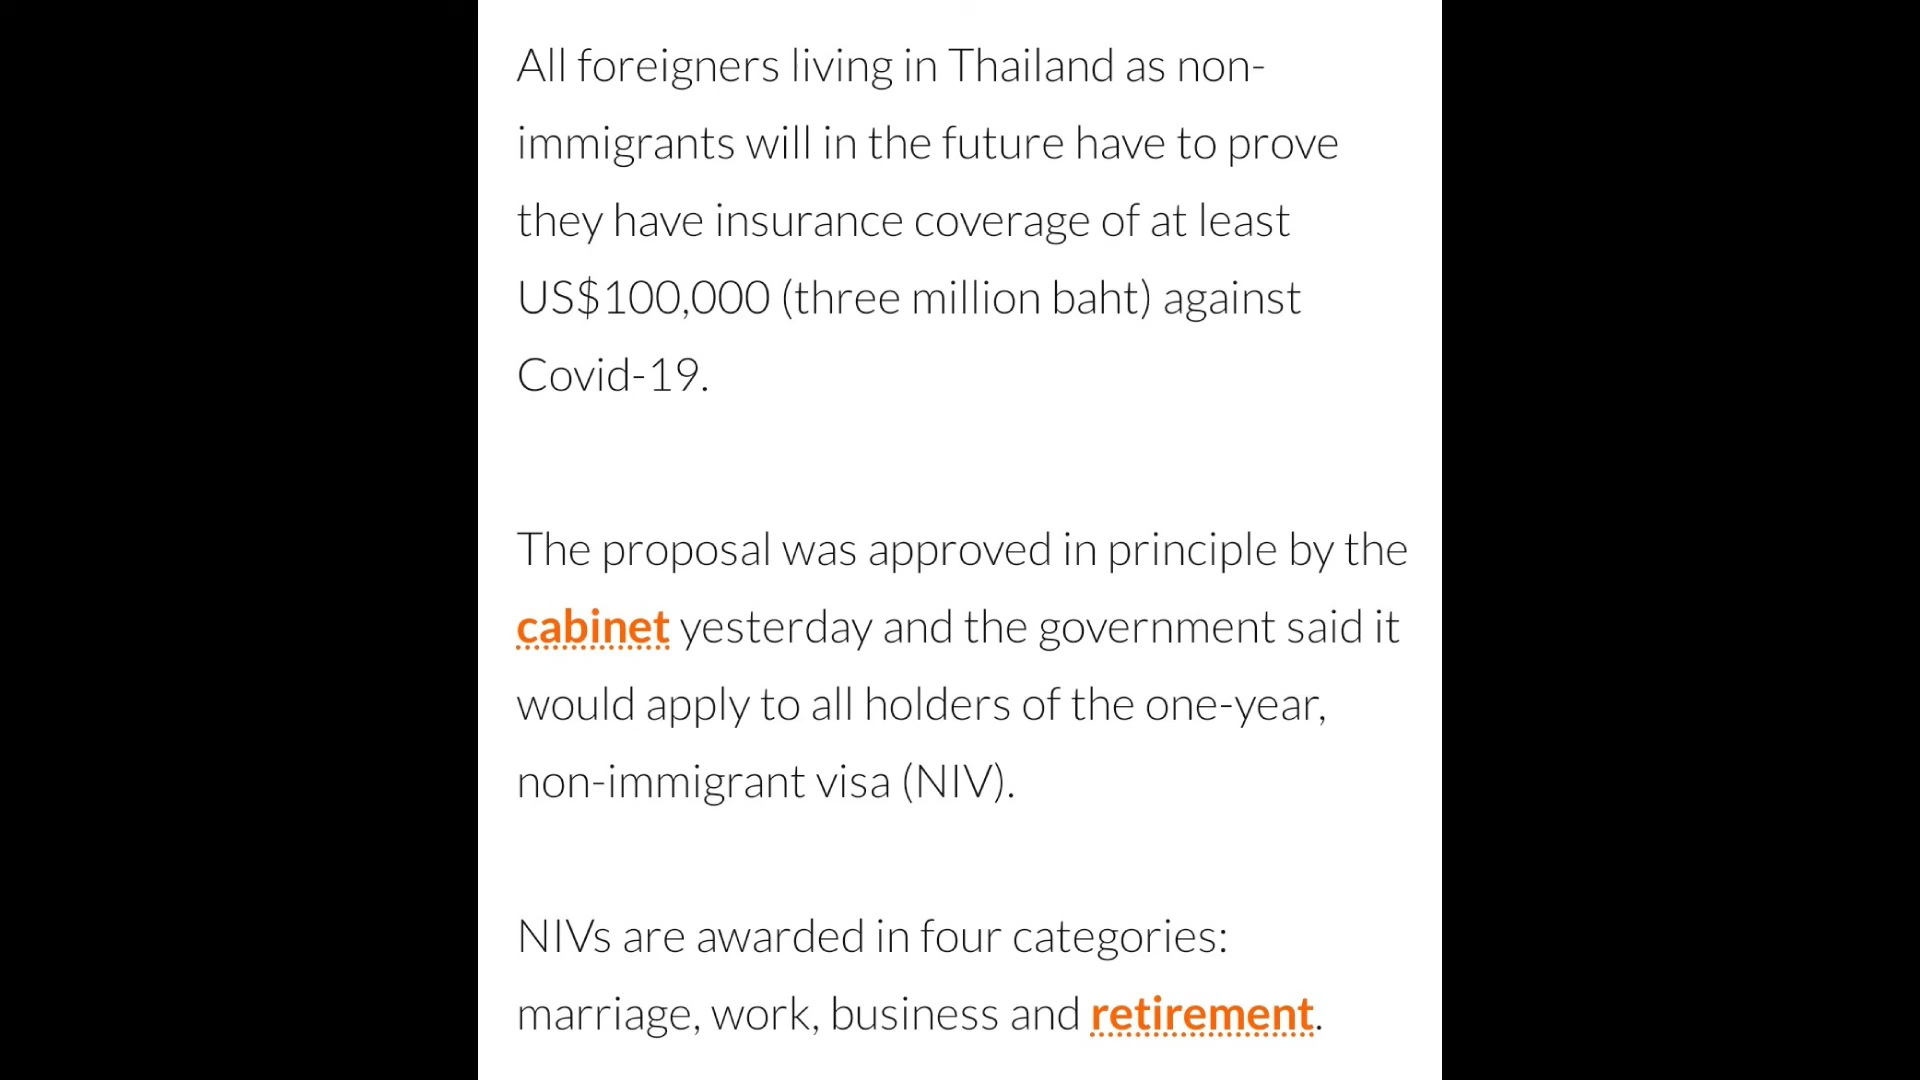 All foreigners living in Thailand as non-
immigrants will in the future have to prove
they have insurance coverage of at least
US$100,000 (three million baht) against
Covid-19.
The proposal was approved in principle by the
cabinet yesterday and the government said it
would apply to all holders of the one-year,
non-immigrant visa (NIV).
NIVs are awarded in four categories:
marriage, work, business and retirement.